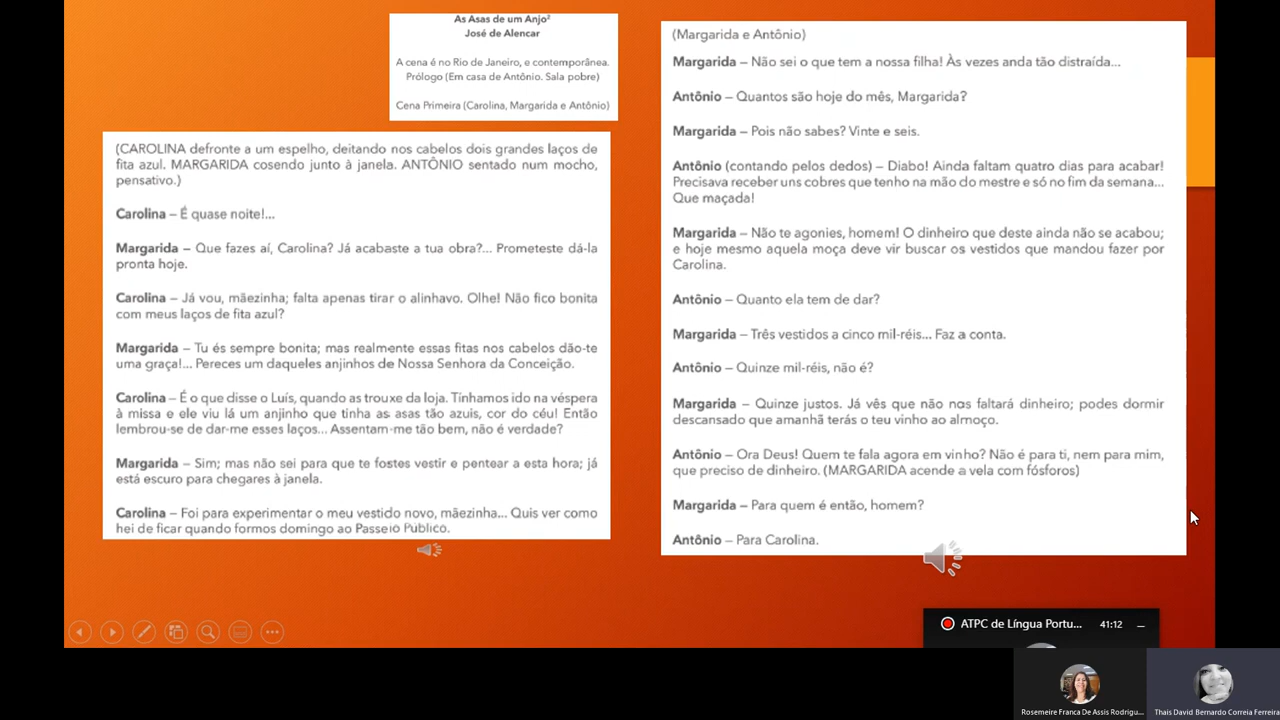 As Asas de um Anjo²
José de Alencar
A cena é no Rio de Janeiro, e contemporânea.
Prólogo (Em casa de Antônio. Sala pobre)
Cena Primeira (Carolina, Margarida e Antônio)
(CAROLINA defronte a um espelho, deitando nos cabelos dois grandes laços de
fita azul. MARGARIDA cosendo junto à janela. ANTÔNIO sentado num mocho,
pensativo.)
Carolina – É quase noite!...
Margarida – Que fazes aí, Carolina? Já acabaste a tua obra?... Prometeste dá-la
pronta hoje.
Carolina – Já vou, mãezinha; falta apenas tirar o alinhavo. Olhe! Não fico bonita
com meus laços de fita azul?
Margarida – Tu és sempre bonita; mas realmente essas fitas nos cabelos dão-te
uma graça!... Pereces um daqueles anjinhos de Nossa Senhora da Conceição.
Carolina – É o que disse o Luís, quando as trouxe da loja. Tínhamos ido na véspera
à missa e ele viu lá um anjinho que tinha as asas tão azuis, cor do céu! Então
lembrou-se de dar-me esses laços... Assentam-me tão bem, não é verdade?
Margarida – Sim; mas não sei para que te fostes vestir e pentear a esta hora; já
está escuro para chegares à janela.
Carolina – Foi para experimentar o meu vestido novo, mãezinha... Quis ver como
hei de ficar quando formos domingo ao Passeio Público.
(Margarida e Antônio)
Margarida – Não sei o que tem a nossa filha! Às vezes anda tão distraída...
Antônio – Quantos são hoje do mês, Margarida?
Margarida – Pois não sabes? Vinte e seis.
Antônio (contando pelos dedos) – Diabo! Ainda faltam quatro dias para acabar!
Precisava receber uns cobres que tenho na mão do mestre e só no fim da semana...
Que maçada!
Margarida – Não te agonies, homem! O dinheiro que deste ainda não se acabou;
e hoje mesmo aquela moça deve vir buscar os vestidos que mandou fazer por
Carolina.
Antônio – Quanto ela tem de dar?
Margarida – Três vestidos a cinco mil-réis... Faz a conta.
Antônio – Quinze mil-réis, não é?
Margarida – Quinze justos. Já vês que não nos faltará dinheiro; podes dormir
descansado que amanhã terás o teu vinho ao almoço.
Antônio – Ora Deus! Quem te fala agora em vinho? Não é para ti, nem para mim,
que preciso de dinheiro. (MARGARIDA acende a vela com fósforos)
Margarida – Para quem é então, homem?
Antônio – Para Carolina.
ATPC de Língua Portu... 41:12
Rosemeire Franca De Assis Rodrigu...
Thais David Bernardo Correia Ferreira